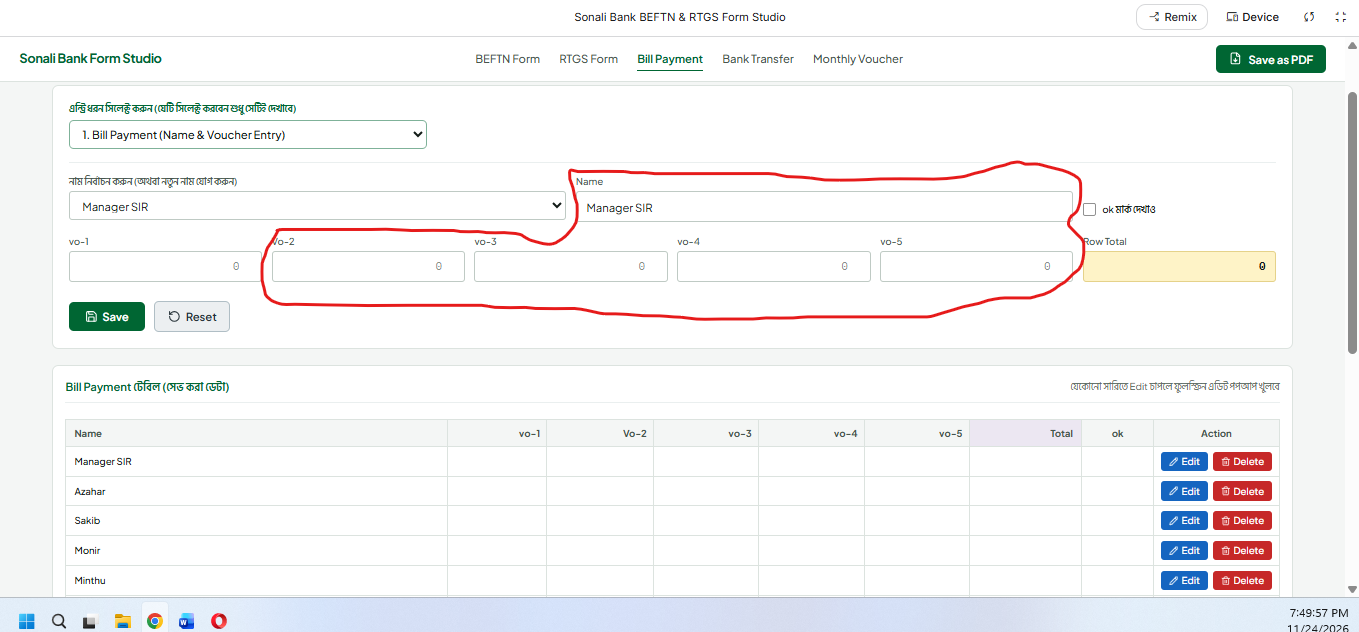 Sonali Bank BEFTN & RTGS Form Studio
Remix
Device
Sonali Bank Form Studio
BEFTN Form
RTGS Form
Bill Payment
Bank Transfer
Monthly Voucher
Save as PDF
এন্ট্রি ধরন সিলেক্ট করুন (যেটি সিলেক্ট করবেন শুধু সেটিই দেখাবে)
1. Bill Payment (Name & Voucher Entry)
নাম নির্বাচন করুন (অথবা নতুন নাম যোগ করুন)
Name
Manager SIR
Manager SIR
ok মার্ক দেখাও
vo-1
Vo-2
vo-3
vo-4
vo-5
Row Total
0
0
0
0
0
0
Save
Reset
Bill Payment টেবিল (সেভ করা ডেটা)
যেকোনো সারিতে Edit চাপলে ফুলস্ক্রিন এডিট পপআপ খুলবে
Name vo-1 Vo-2 vo-3 vo-4 vo-5 Total ok Action
Manager SIR Edit Delete
Azahar Edit Delete
Sakib Edit Delete
Monir Edit Delete
Minthu Edit Delete
7:49:57 PM
11/24/2026